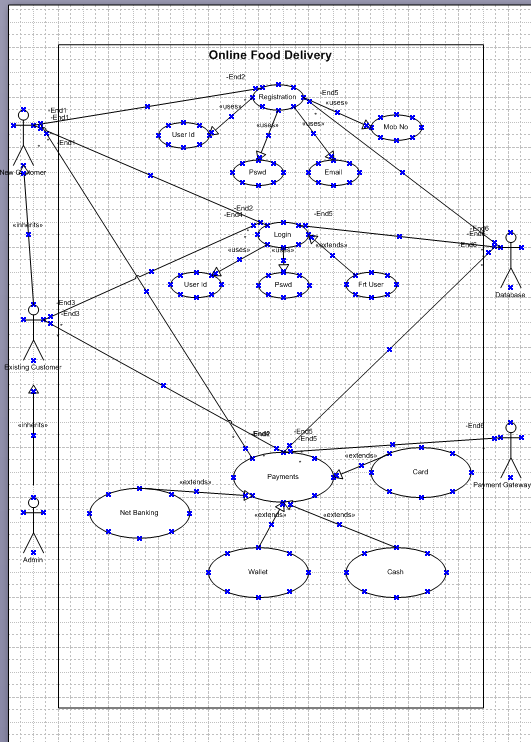 Online Food Delivery
-End2
«uses»
Registration
-End5
«uses»
-End1
-End1
«uses»
«uses»
User Id
Mob No
-End1
New Customer
Pswd
Email
-End2
-End4
-End5
«inherits»
Login
-End6
-End6
«uses»
«uses»
«extends»
User Id
Pswd
Frt User
Database
-End3
-End3
Existing Customer
«inherits»
-End5
-End5
-End6
Payments
Card
Payment Gateway
«extends»
«extends»
Net Banking
«extends»
«extends»
Admin
Wallet
Cash